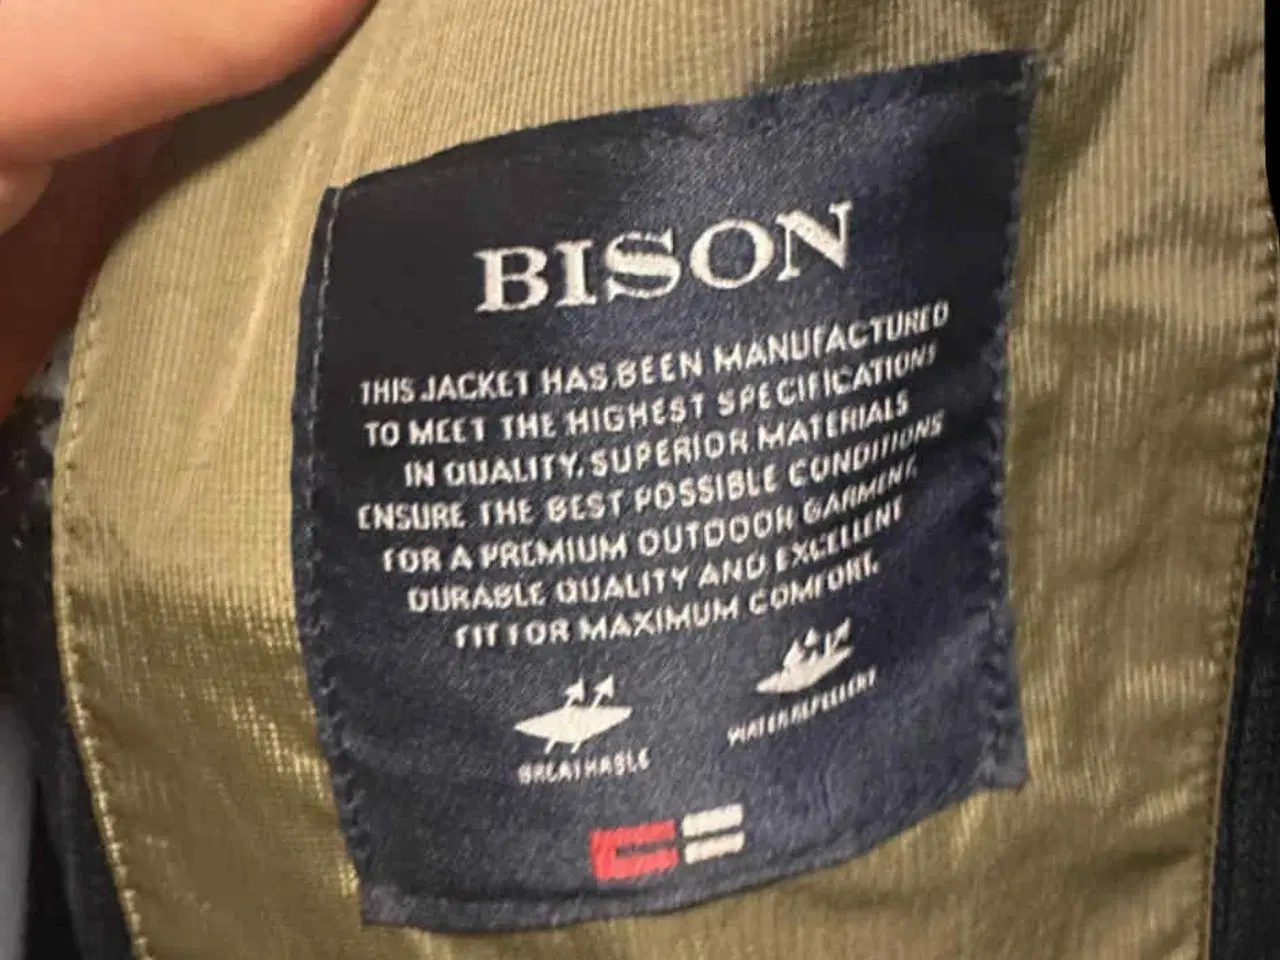 BISON
THIS JACKET HAS BEEN MANUFACTURED
TO MEET THE HIGHEST SPECIFICATIONS
IN QUALITY. SUPERIOR MATERIALS
ENSURE THE BEST POSSIBLE CONDITIONS
FOR A PREMIUM OUTDOOR GARMENT.
DURABLE QUALITY AND EXCELLENT
FIT FOR MAXIMUM COMFORT.
BREATHABLE
WATER REPELLENT